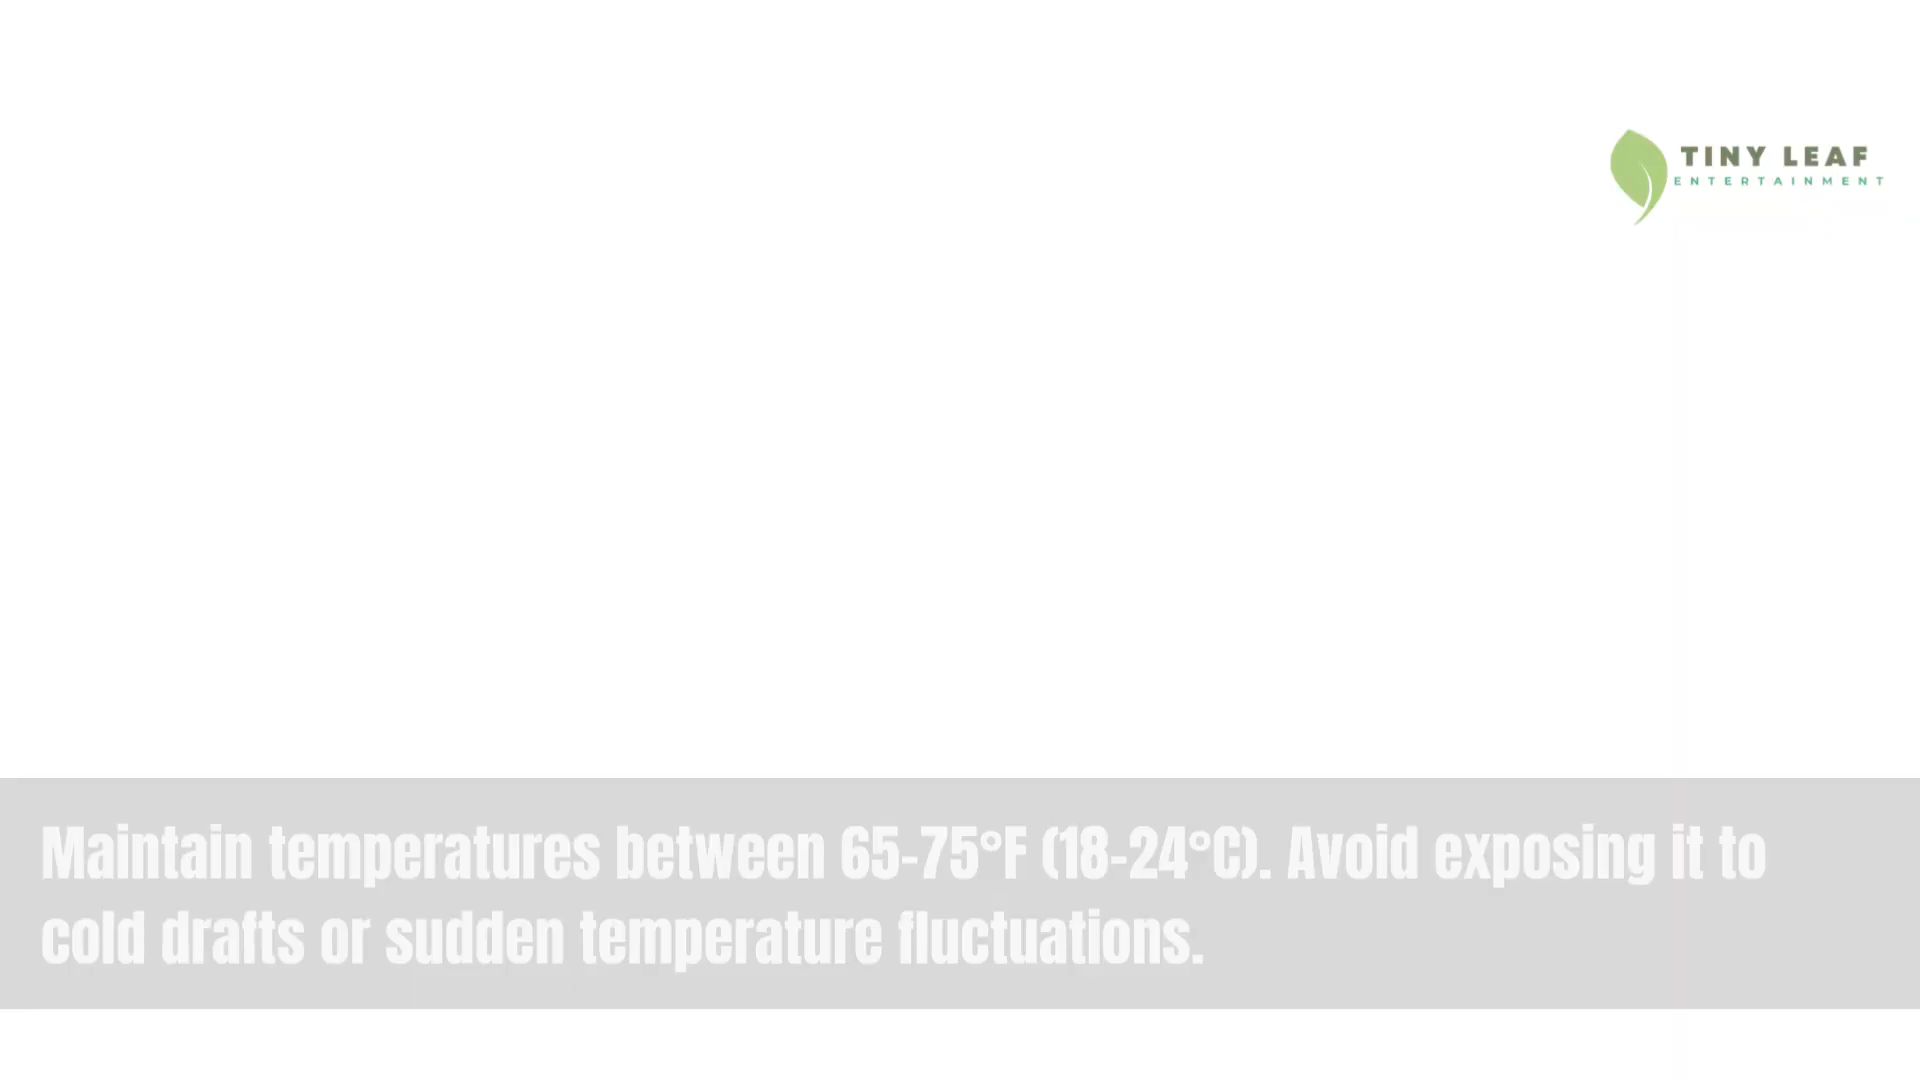 TINY LEAF
ENTERTAINMENT
Maintain temperatures between 65-75°F (18-24°C). Avoid exposing it to
cold drafts or sudden temperature fluctuations.